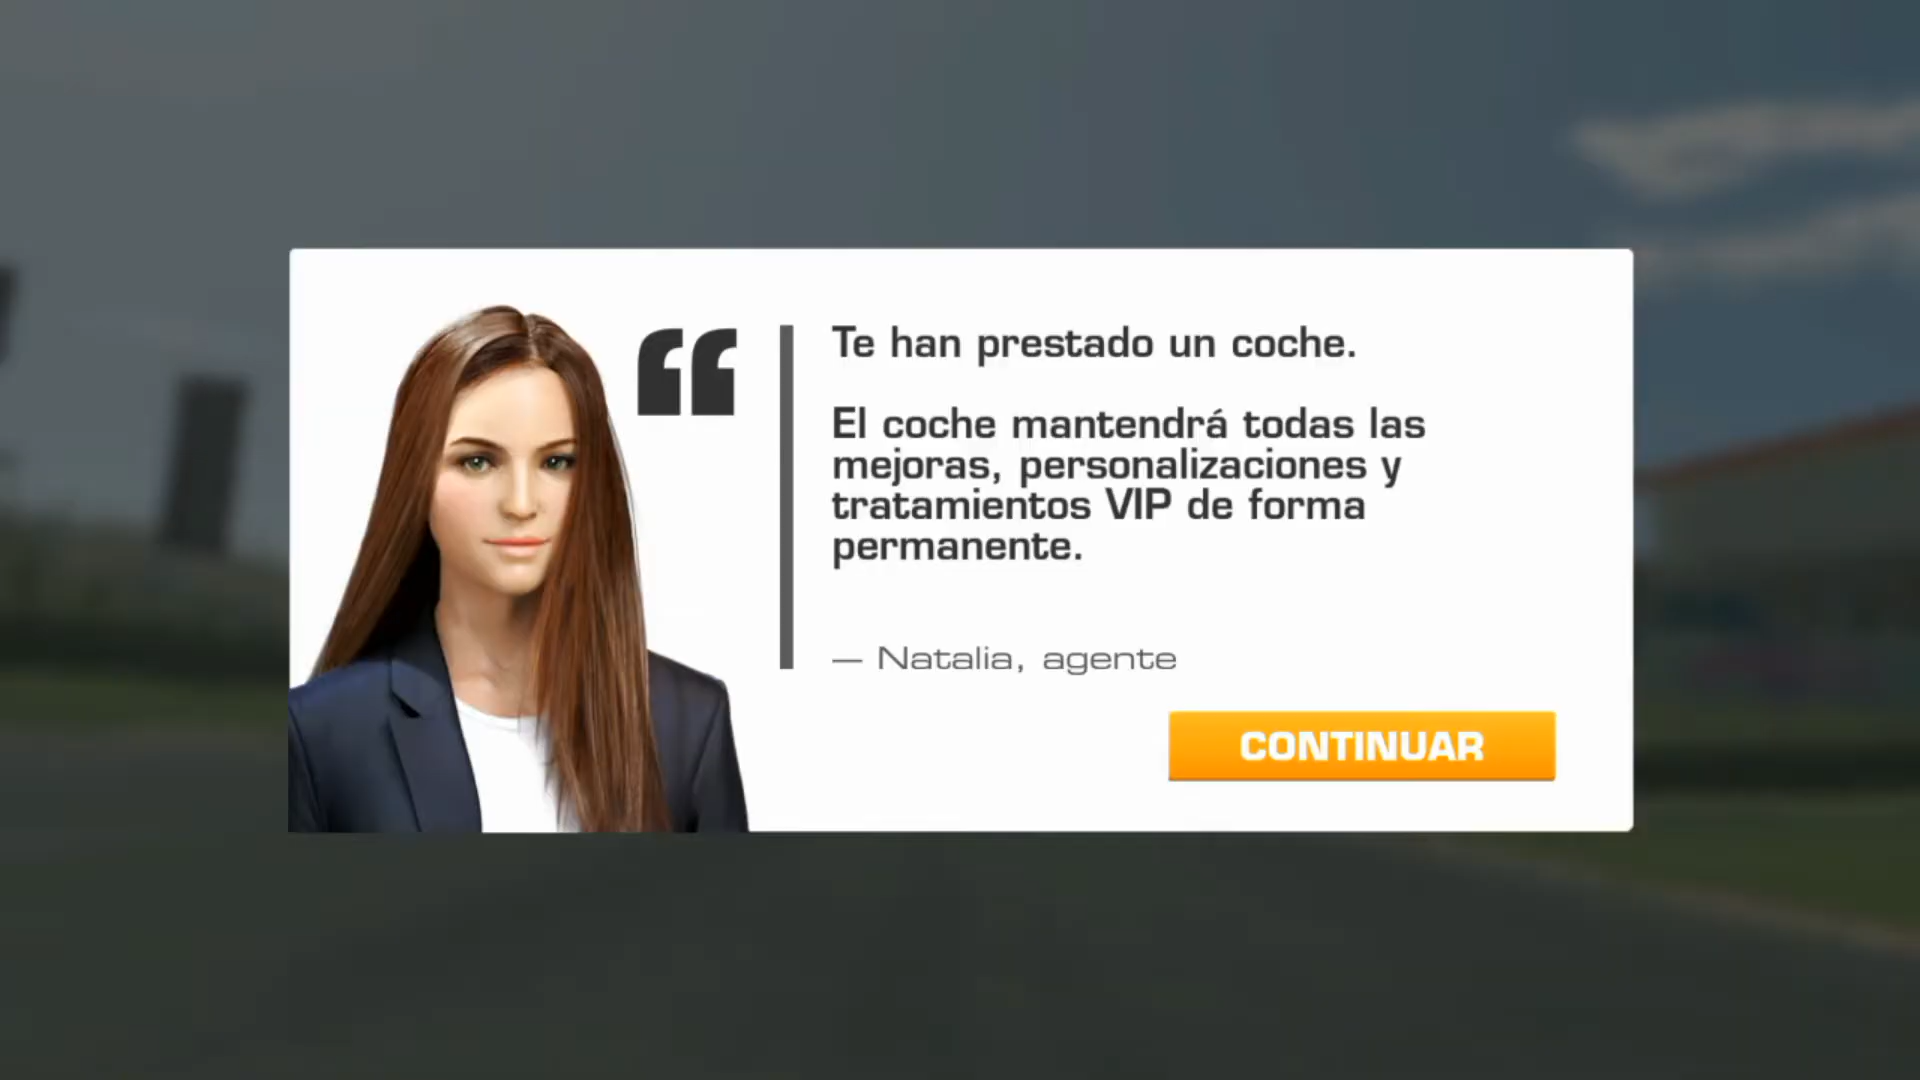 Te han prestado un coche.
El coche mantendrá todas las
mejoras, personalizaciones y
tratamientos VIP de forma
permanente.
— Natalia, agente
CONTINUAR